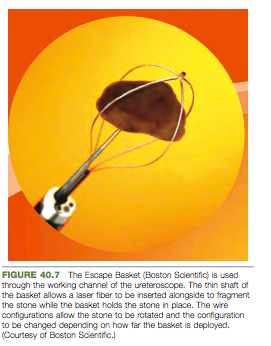 FIGURE 40.7 The Escape Basket (Boston Scientific) is used
through the working channel of the ureteroscope. The thin shaft of
the basket allows a laser fiber to be inserted alongside to fragment
the stone while the basket holds the stone in place. The wire
configurations allow the stone to be rotated and the configuration
to be changed depending on how far the basket is deployed.
(Courtesy of Boston Scientific.)